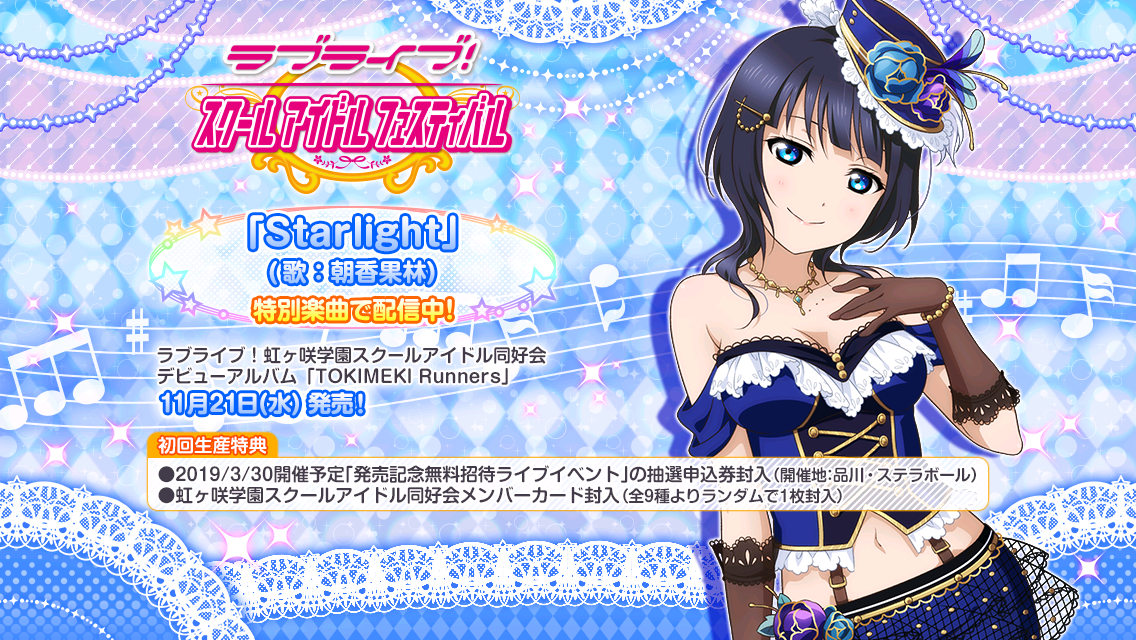 ラブライブ!
スクールアイドルフェスティバル
「Starlight」
(歌：朝香果林)
特別楽曲で配信中!
ラブライブ！虹ヶ咲学園スクールアイドル同好会
デビューアルバム「TOKIMEKI Runners」
11月21日(水) 発売!
初回生産特典
●2019/3/30開催予定「発売記念無料招待ライブイベント」の抽選申込券封入(開催地:品川・ステラボール)
●虹ヶ咲学園スクールアイドル同好会メンバーカード封入(全9種よりランダムで1枚封入)